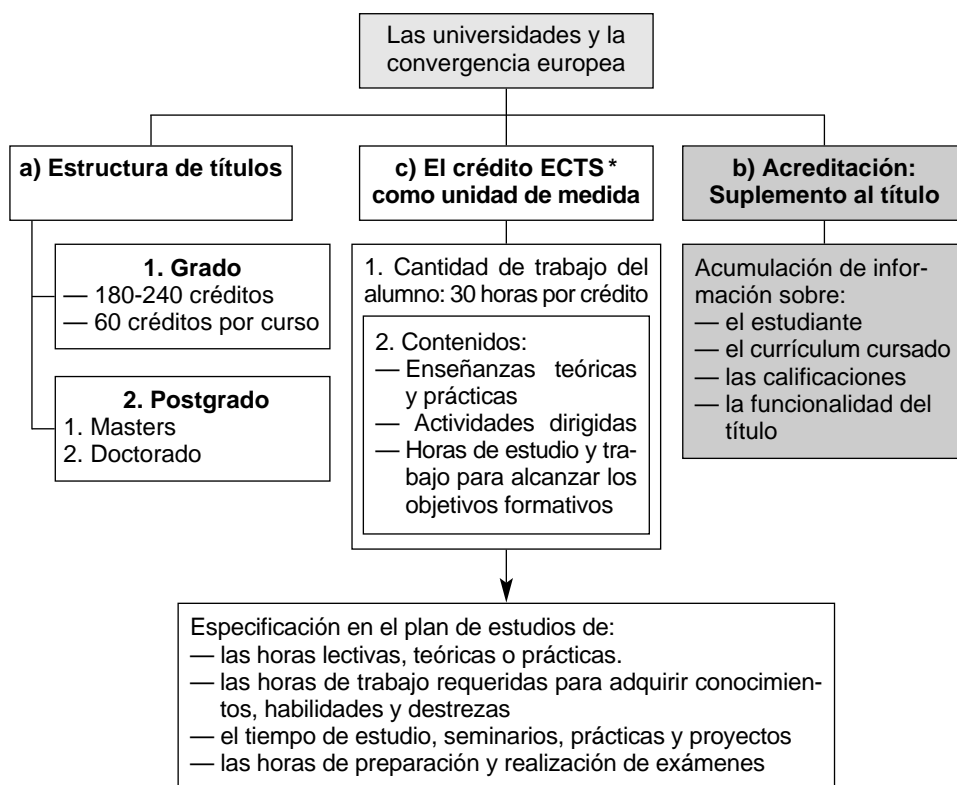 Las universidades y la
convergencia europea
a) Estructura de títulos
1. Grado
— 180-240 créditos
— 60 créditos por curso
2. Postgrado
1. Masters
2. Doctorado
c) El crédito ECTS*
como unidad de medida
1. Cantidad de trabajo del
alumno: 30 horas por crédito
2. Contenidos:
— Enseñanzas teóricas
y prácticas
— Actividades dirigidas
— Horas de estudio y tra-
bajo para alcanzar los
objetivos formativos
b) Acreditación:
Suplemento al título
Acumulación de infor-
mación sobre:
— el estudiante
— el currículum cursado
— las calificaciones
— la funcionalidad del
título
Especificación en el plan de estudios de:
— las horas lectivas, teóricas o prácticas.
— las horas de trabajo requeridas para adquirir conocimien-
tos, habilidades y destrezas
— el tiempo de estudio, seminarios, prácticas y proyectos
— las horas de preparación y realización de exámenes